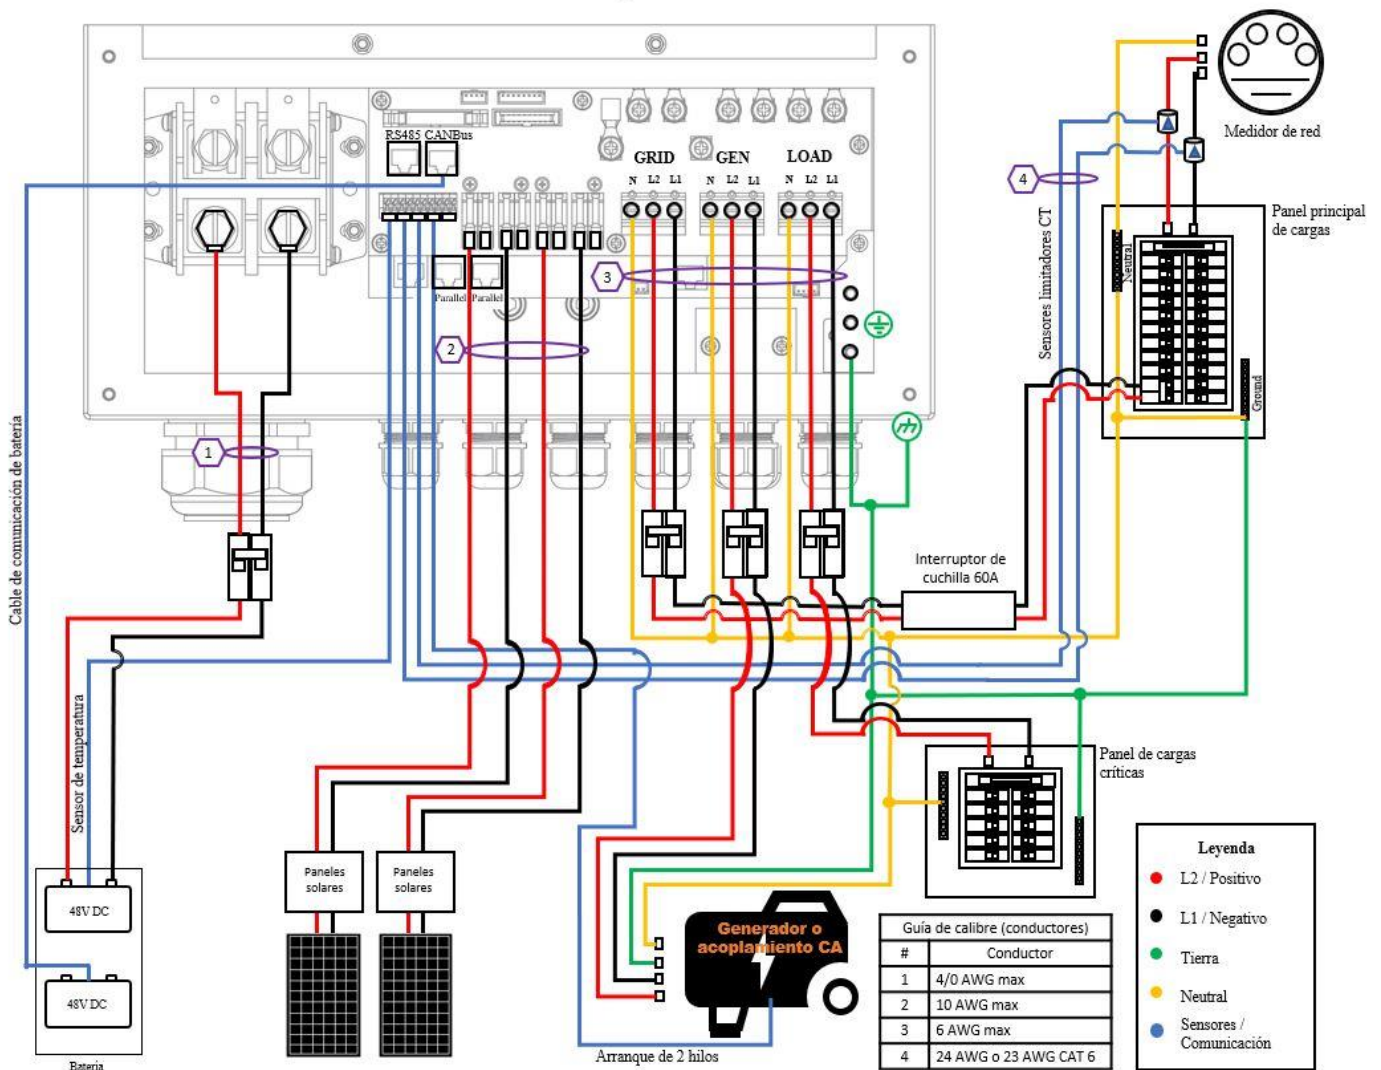 RS485 CANBus
GRID
GEN
LOAD
N L2 L1
N L2 L1
N L2 L1
Parallel
Parallel
1
2
3
4
Medidor de red
Panel principal
de cargas
Neutral
Ground
Sensores limitadores CT
Interruptor de
cuchilla 60A
Cable de comunicación de batería
Sensor de temperatura
48V DC
48V DC
Batería
Paneles
solares
Paneles
solares
Panel de cargas
críticas
Generador o
acoplamiento CA
Arranque de 2 hilos
Guía de calibre (conductores)
# Conductor
1 4/0 AWG max
2 10 AWG max
3 6 AWG max
4 24 AWG o 23 AWG CAT 6
Leyenda
L2 / Positivo
L1 / Negativo
Tierra
Neutral
Sensores /
Comunicación